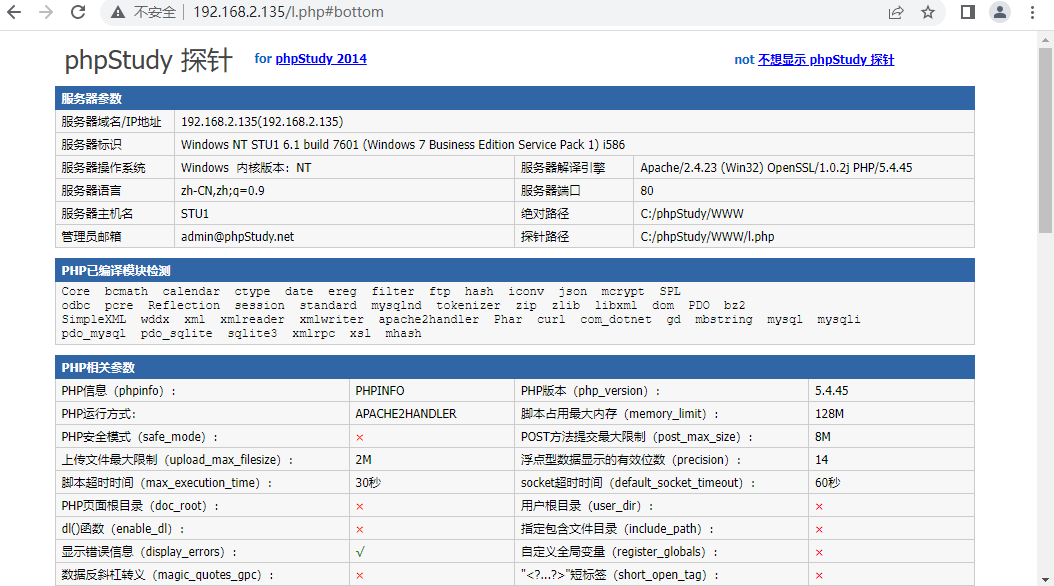 不安全 192.168.2.135/l.php#bottom
phpStudy 探针 for phpStudy 2014 not 不想显示 phpStudy 探针
服务器参数
服务器域名/IP地址 192.168.2.135(192.168.2.135)
服务器标识 Windows NT STU1 6.1 build 7601 (Windows 7 Business Edition Service Pack 1) i586
服务器操作系统 Windows 内核版本：NT 服务器解译引擎 Apache/2.4.23 (Win32) OpenSSL/1.0.2j PHP/5.4.45
服务器语言 zh-CN,zh;q=0.9 服务器端口 80
服务器主机名 STU1 绝对路径 C:/phpStudy/WWW
管理员邮箱 admin@phpStudy.net 探针路径 C:/phpStudy/WWW/l.php
PHP已编译模块检测
Core bcmath calendar ctype date ereg filter ftp hash iconv json mcrypt SPL
odbc pcre Reflection session standard mysqlnd tokenizer zip zlib libxml dom PDO bz2
SimpleXML wddx xml xmlreader xmlwriter apache2handler Phar curl com_dotnet gd mbstring mysql mysqli
pdo_mysql pdo_sqlite sqlite3 xmlrpc xsl mhash
PHP相关参数
PHP信息（phpinfo）： PHPINFO PHP版本（php_version）： 5.4.45
PHP运行方式： APACHE2HANDLER 脚本占用最大内存（memory_limit）： 128M
PHP安全模式（safe_mode）： × POST方法提交最大限制（post_max_size）： 8M
上传文件最大限制（upload_max_filesize）： 2M 浮点型数据显示的有效位数（precision）： 14
脚本超时时间（max_execution_time）： 30秒 socket超时时间（default_socket_timeout）： 60秒
PHP页面根目录（doc_root）： × 用户根目录（user_dir）： ×
dl()函数（enable_dl）： × 指定包含文件目录（include_path）： ×
显示错误信息（display_errors）： √ 自定义全局变量（register_globals）： ×
数据反斜杠转义（magic_quotes_gpc）： × "<?...?>"短标签（short_open_tag）： ×